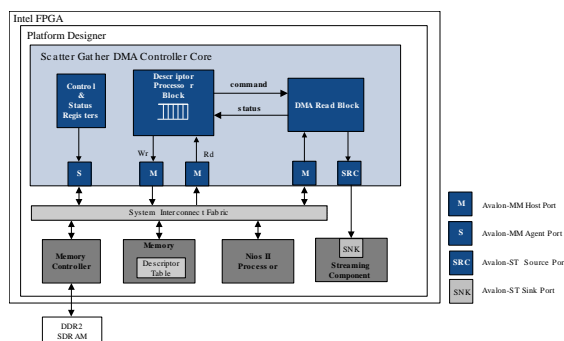 Intel FPGA
Platform Designer
Scatter Gather DMA Controller Core
Control
&
Status
Registers
Descriptor
Processor
Block
command
status
DMA Read Block
Wr
Rd
S
M
M
M
SRC
System Interconnect Fabric
Memory
Controller
Memory
Descriptor
Table
Nios II
Processor
SNK
Streaming
Component
DDR2
SDRAM
M Avalon-MM Host Port
S Avalon-MM Agent Port
SRC Avalon-ST Source Port
SNK Avalon-ST Sink Port